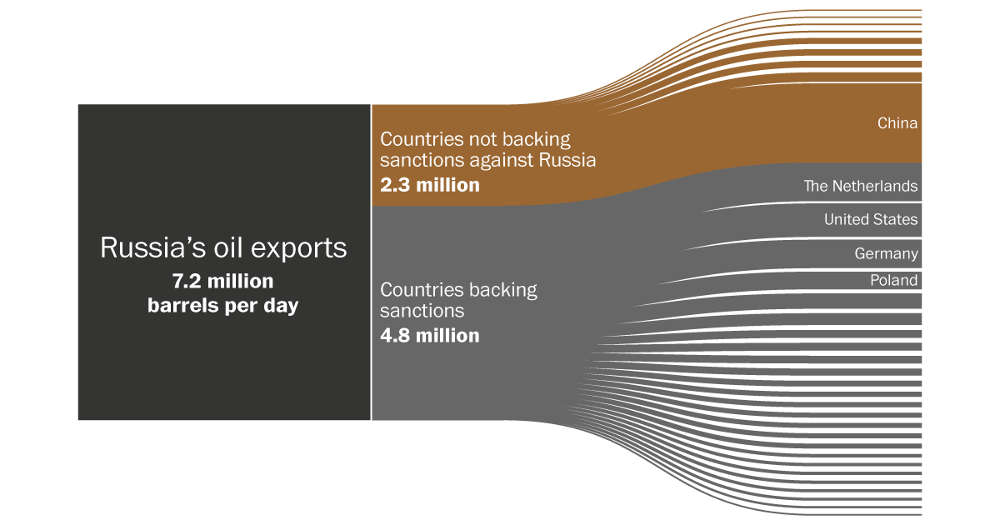 Russia’s oil exports
7.2 million
barrels per day
Countries not backing
sanctions against Russia
2.3 million
Countries backing
sanctions
4.8 million
China
The Netherlands
United States
Germany
Poland